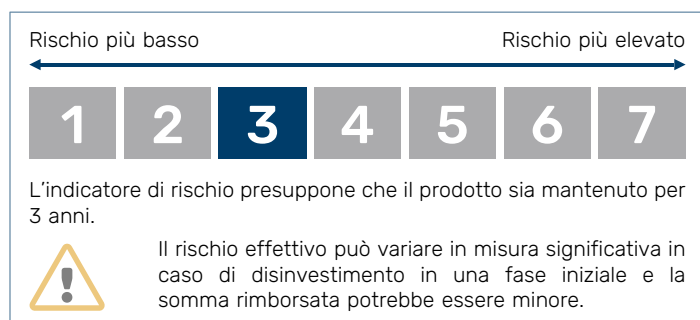 Rischio più basso Rischio più elevato
1 2 3 4 5 6 7
L'indicatore di rischio presuppone che il prodotto sia mantenuto per
3 anni.
!
Il rischio effettivo può variare in misura significativa in
caso di disinvestimento in una fase iniziale e la
somma rimborsata potrebbe essere minore.